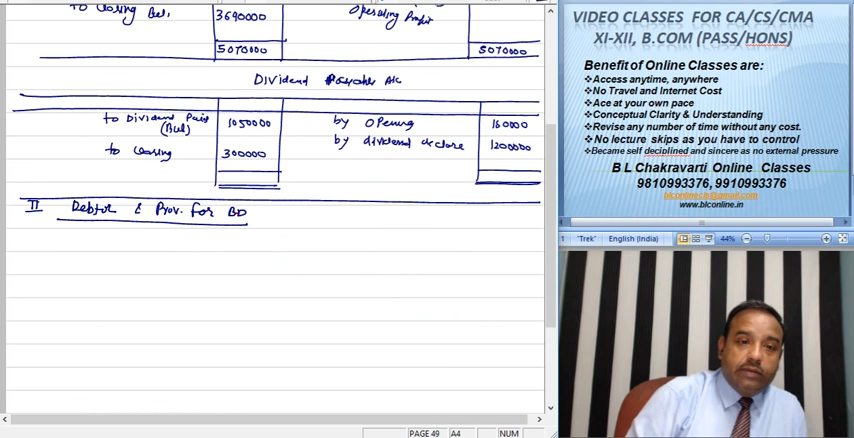 to Closing Bal. 3690000 Operating Profit
5070000 5070000
Dividend Payable A/c
to Dividend Paid (Bal) 1050000 by Opening 160000
to Closing 300000 by dividend declare 1200000
II Debtor & Prov. for BD
PAGE 49 A4 NUM
VIDEO CLASSES FOR CA/CS/CMA
XI-XII, B.COM (PASS/HONS)
Benefit of Online Classes are:
❖Access anytime, anywhere
❖No Travel and Internet Cost
❖Ace at your own pace
❖Conceptual Clarity & Understanding
❖Revise any number of time without any cost.
❖No lecture skips as you have to control
❖Became self deciplined and sincere as no external pressure
B L Chakravarti Online Classes
9810993376, 9910993376
blconlineclb@gmail.com
www.blconline.in
1 "Trek" English (India) 44%